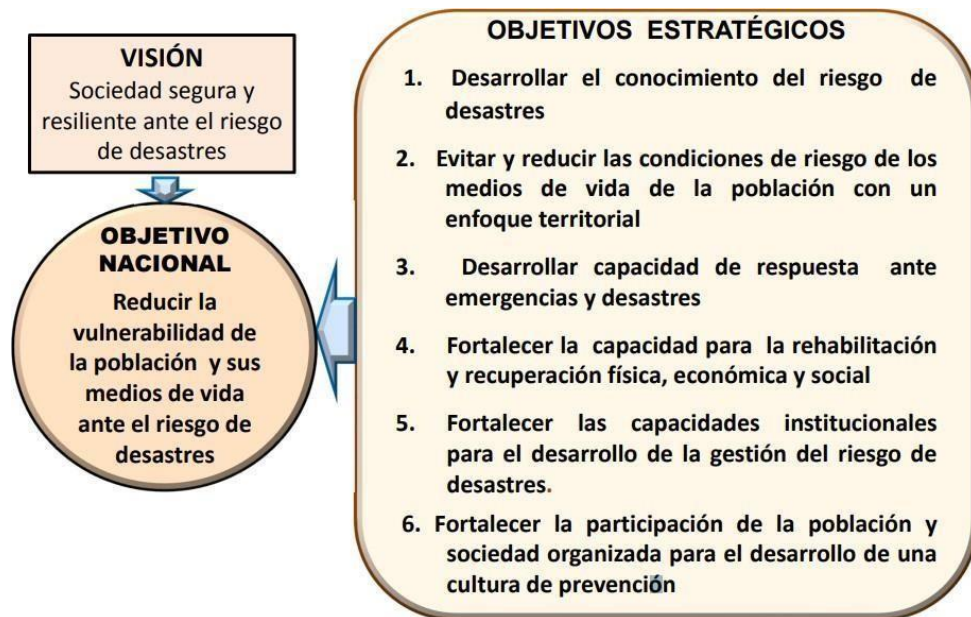 VISIÓN
Sociedad segura y
resiliente ante el riesgo
de desastres
OBJETIVO
NACIONAL
Reducir la
vulnerabilidad de
la población y sus
medios de vida
ante el riesgo de
desastres
OBJETIVOS ESTRATÉGICOS
1. Desarrollar el conocimiento del riesgo de
desastres
2. Evitar y reducir las condiciones de riesgo de los
medios de vida de la población con un
enfoque territorial
3. Desarrollar capacidad de respuesta ante
emergencias y desastres
4. Fortalecer la capacidad para la rehabilitación
y recuperación física, económica y social
5. Fortalecer las capacidades institucionales
para el desarrollo de la gestión del riesgo de
desastres.
6. Fortalecer la participación de la población y
sociedad organizada para el desarrollo de una
cultura de prevención